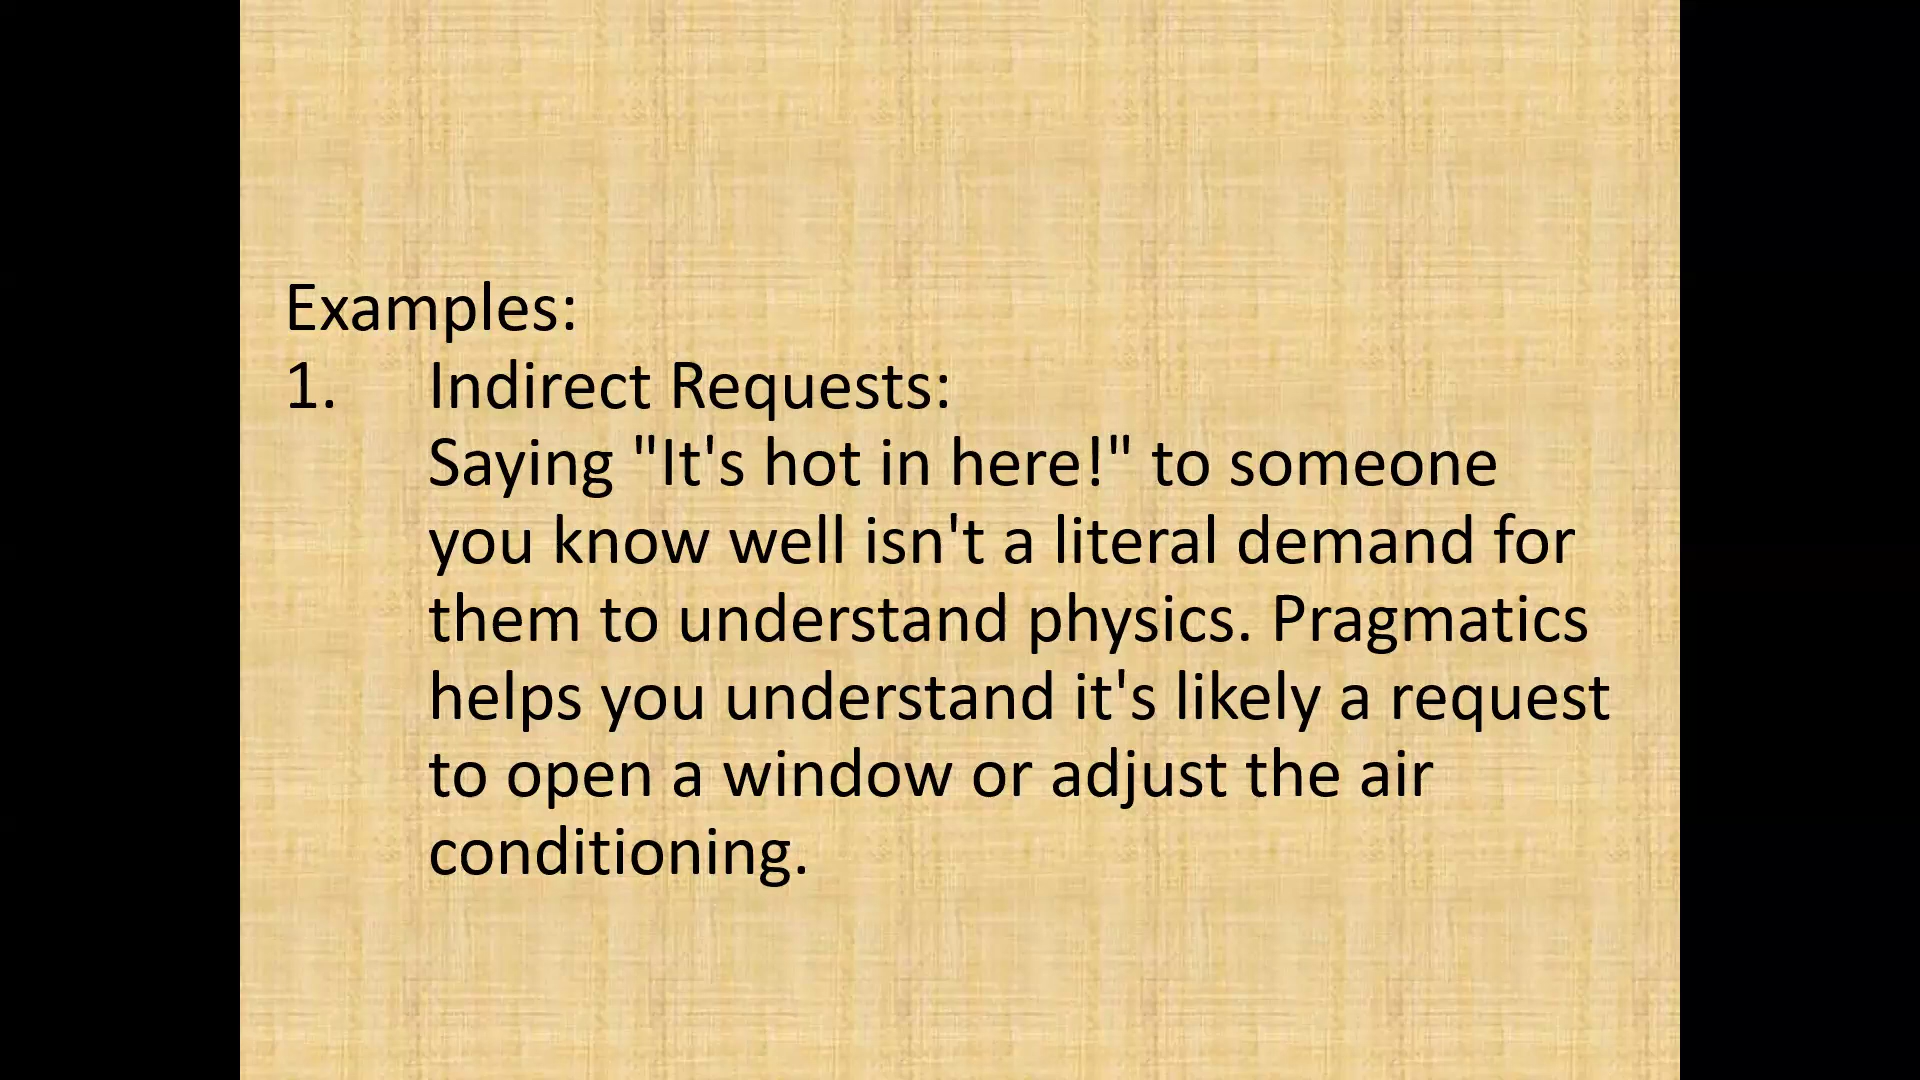 Examples:
1. Indirect Requests:
Saying "It's hot in here!" to someone
you know well isn't a literal demand for
them to understand physics. Pragmatics
helps you understand it's likely a request
to open a window or adjust the air
conditioning.